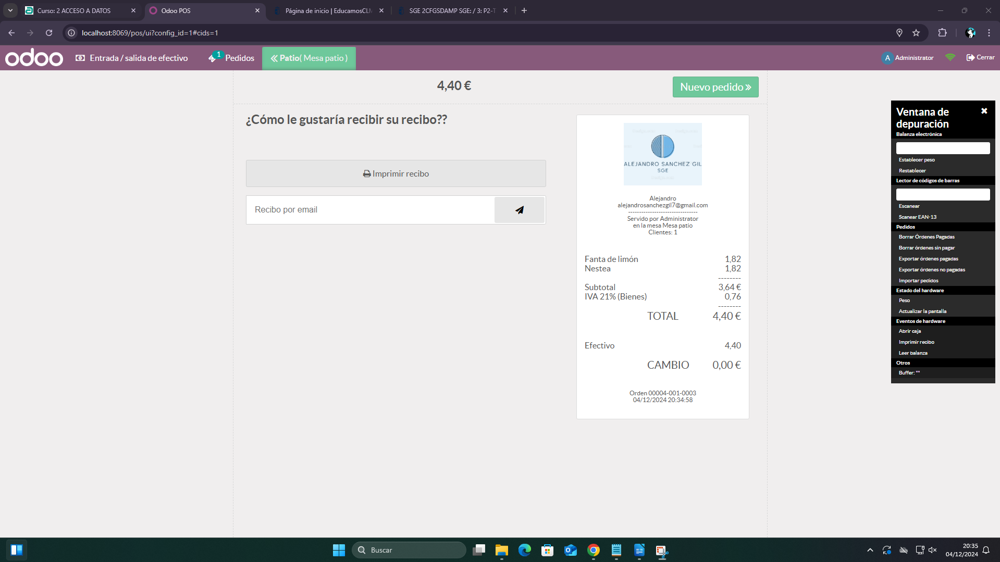 Curso: 2 ACCESO A DATOS
Odoo POS
Página de inicio | EducamosCLM
SGE 2CFGSDAMP SGE: / 3: P2-T
localhost:8069/pos/ui?config_id=1#cids=1
odoo
Entrada / salida de efectivo
1
Pedidos
Patio( Mesa patio )
A
Administrator
Cerrar
4,40 €
Nuevo pedido
¿Cómo le gustaría recibir su recibo??
Imprimir recibo
Recibo por email
ALEJANDRO SANCHEZ GIL
SGE
Alejandro
alejandrosanchezgil7@gmail.com
--------------------------------
Servido por Administrator
en la mesa Mesa patio
Clientes: 1
Fanta de limón 1,82
Nestea 1,82
--------
Subtotal 3,64 €
IVA 21% (Bienes) 0,76
--------
TOTAL 4,40 €
Efectivo 4,40
CAMBIO 0,00 €
Orden 00004-001-0003
04/12/2024 20:34:58
Ventana de
depuración
Balanza electrónica
Establecer peso
Restablecer
Lector de códigos de barras
Escanear
Scanear EAN-13
Pedidos
Borrar Órdenes Pagadas
Borrar órdenes sin pagar
Exportar órdenes pagadas
Exportar órdenes no pagadas
Importar pedidos
Estado del hardware
Peso
Actualizar la pantalla
Eventos de hardware
Abrir caja
Imprimir recibo
Leer balanza
Otros
Buffer: ""
Buscar
20:35
04/12/2024